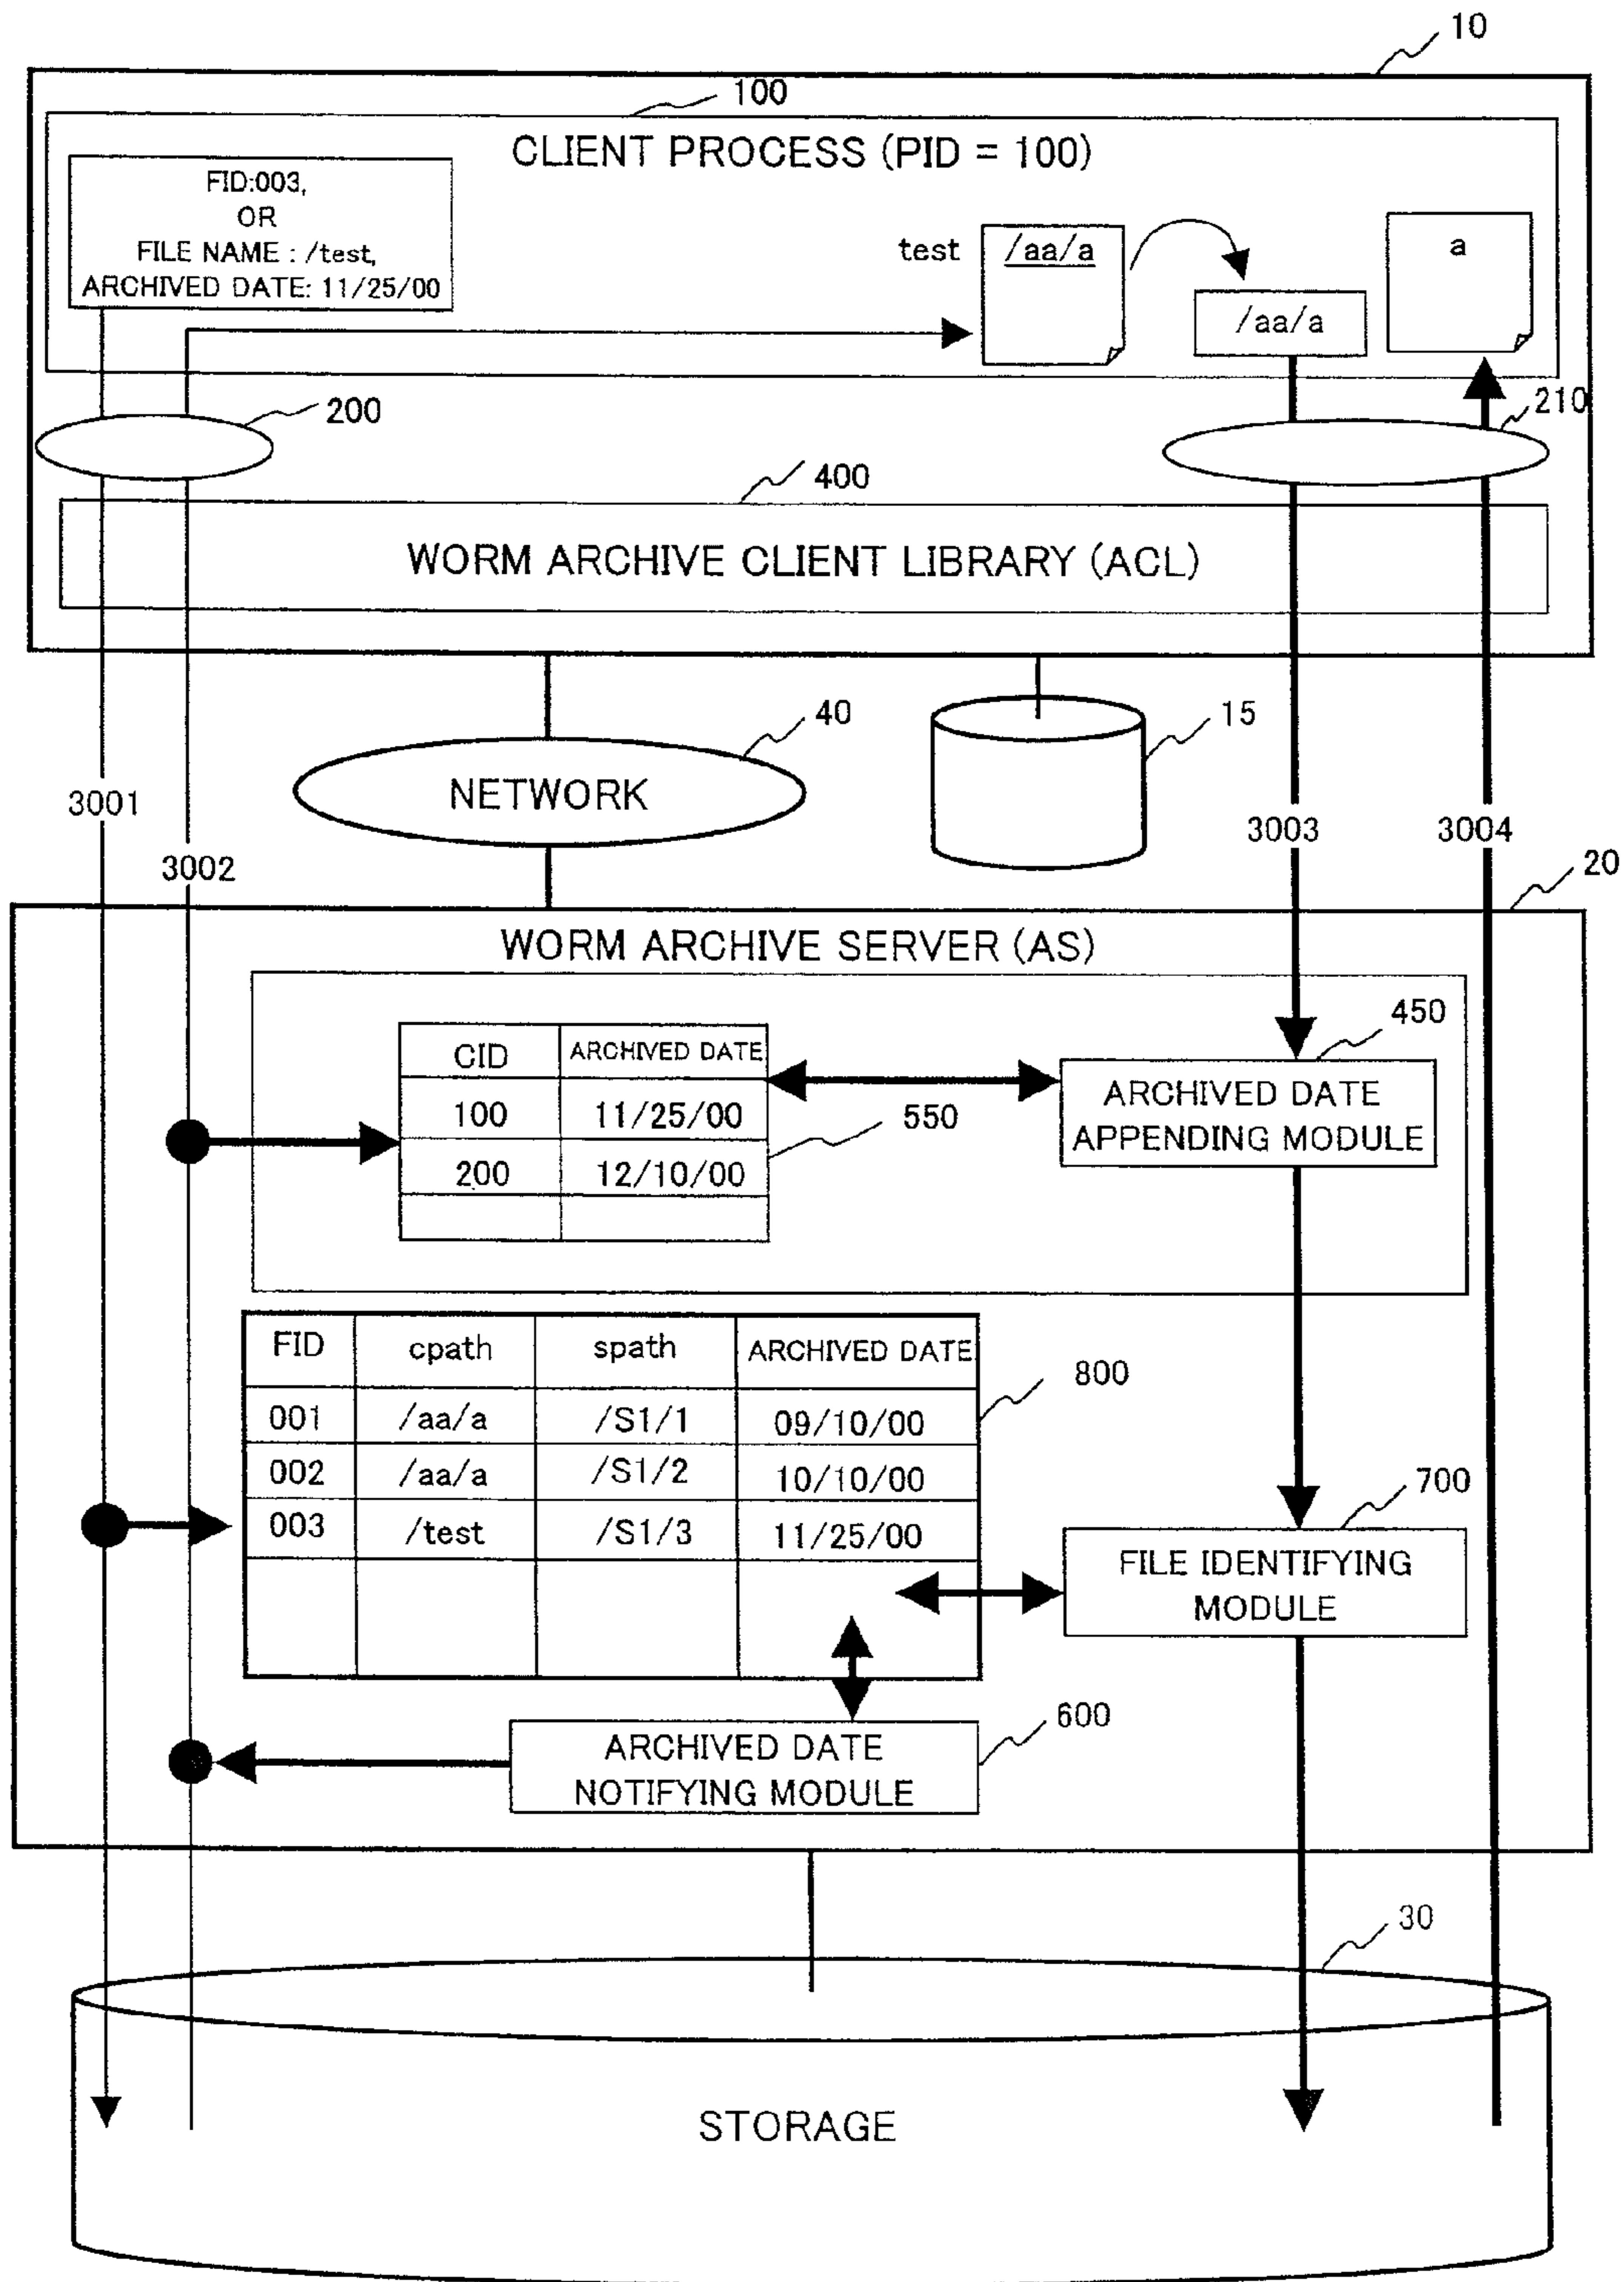 10
100
CLIENT PROCESS (PID = 100)
FID:003,
OR
FILE NAME : /test,
ARCHIVED DATE: 11/25/00
test
/aa/a
/aa/a
a
200
210
400
WORM ARCHIVE CLIENT LIBRARY (ACL)
40
15
NETWORK
3001
3002
3003
3004
20
WORM ARCHIVE SERVER (AS)
450
CID ARCHIVED DATE
100 11/25/00
200 12/10/00
550
ARCHIVED DATE
APPENDING MODULE
FID cpath spath ARCHIVED DATE
001 /aa/a /S1/1 09/10/00
002 /aa/a /S1/2 10/10/00
003 /test /S1/3 11/25/00
800
700
FILE IDENTIFYING
MODULE
600
ARCHIVED DATE
NOTIFYING MODULE
30
STORAGE